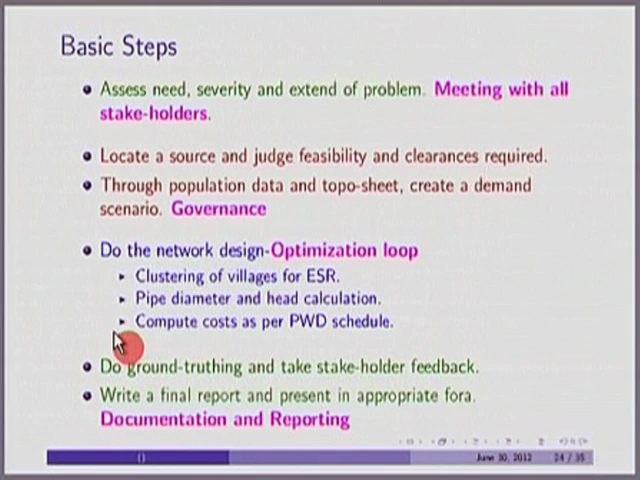 Basic Steps
Assess need, severity and extend of problem. Meeting with all
stake-holders.
Locate a source and judge feasibility and clearances required.
Through population data and topo-sheet, create a demand
scenario. Governance
Do the network design-Optimization loop
Clustering of villages for ESR.
Pipe diameter and head calculation.
Compute costs as per PWD schedule.
Do ground-truthing and take stake-holder feedback.
Write a final report and present in appropriate fora.
Documentation and Reporting
()
June 30, 2012
24 / 35